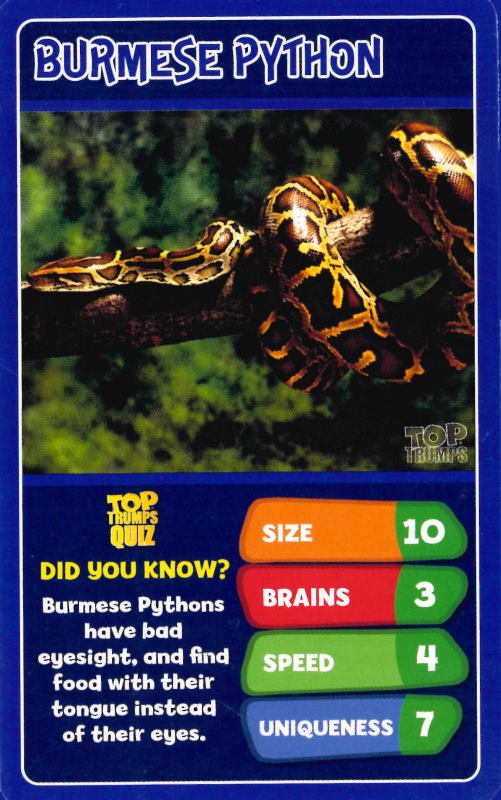 BURMESE PYTHON
TOP
TRUMPS
TOP
TRUMPS
QUIZ
DID YOU KNOW?
Burmese Pythons
have bad
eyesight, and find
food with their
tongue instead
of their eyes.
SIZE 10
BRAINS 3
SPEED 4
UNIQUENESS 7